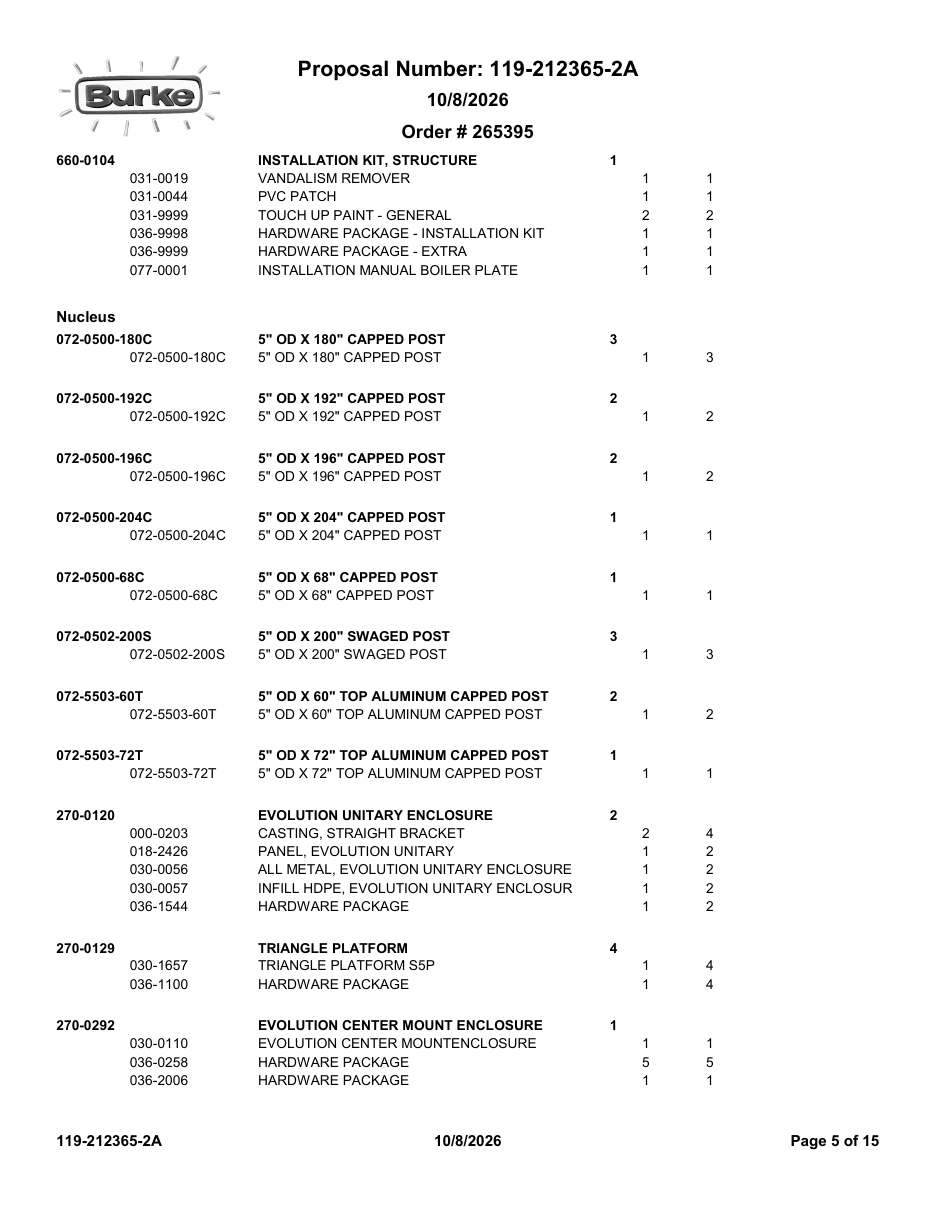 Burke
Proposal Number: 119-212365-2A
10/8/2026
Order # 265395
660-0104 INSTALLATION KIT, STRUCTURE 1
031-0019 VANDALISM REMOVER 1 1
031-0044 PVC PATCH 1 1
031-9999 TOUCH UP PAINT - GENERAL 2 2
036-9998 HARDWARE PACKAGE - INSTALLATION KIT 1 1
036-9999 HARDWARE PACKAGE - EXTRA 1 1
077-0001 INSTALLATION MANUAL BOILER PLATE 1 1
Nucleus
072-0500-180C 5" OD X 180" CAPPED POST 3
072-0500-180C 5" OD X 180" CAPPED POST 1 3
072-0500-192C 5" OD X 192" CAPPED POST 2
072-0500-192C 5" OD X 192" CAPPED POST 1 2
072-0500-196C 5" OD X 196" CAPPED POST 2
072-0500-196C 5" OD X 196" CAPPED POST 1 2
072-0500-204C 5" OD X 204" CAPPED POST 1
072-0500-204C 5" OD X 204" CAPPED POST 1 1
072-0500-68C 5" OD X 68" CAPPED POST 1
072-0500-68C 5" OD X 68" CAPPED POST 1 1
072-0502-200S 5" OD X 200" SWAGED POST 3
072-0502-200S 5" OD X 200" SWAGED POST 1 3
072-5503-60T 5" OD X 60" TOP ALUMINUM CAPPED POST 2
072-5503-60T 5" OD X 60" TOP ALUMINUM CAPPED POST 1 2
072-5503-72T 5" OD X 72" TOP ALUMINUM CAPPED POST 1
072-5503-72T 5" OD X 72" TOP ALUMINUM CAPPED POST 1 1
270-0120 EVOLUTION UNITARY ENCLOSURE 2
000-0203 CASTING, STRAIGHT BRACKET 2 4
018-2426 PANEL, EVOLUTION UNITARY 1 2
030-0056 ALL METAL, EVOLUTION UNITARY ENCLOSURE 1 2
030-0057 INFILL HDPE, EVOLUTION UNITARY ENCLOSUR 1 2
036-1544 HARDWARE PACKAGE 1 2
270-0129 TRIANGLE PLATFORM 4
030-1657 TRIANGLE PLATFORM S5P 1 4
036-1100 HARDWARE PACKAGE 1 4
270-0292 EVOLUTION CENTER MOUNT ENCLOSURE 1
030-0110 EVOLUTION CENTER MOUNTENCLOSURE 1 1
036-0258 HARDWARE PACKAGE 5 5
036-2006 HARDWARE PACKAGE 1 1
119-212365-2A 10/8/2026 Page 5 of 15